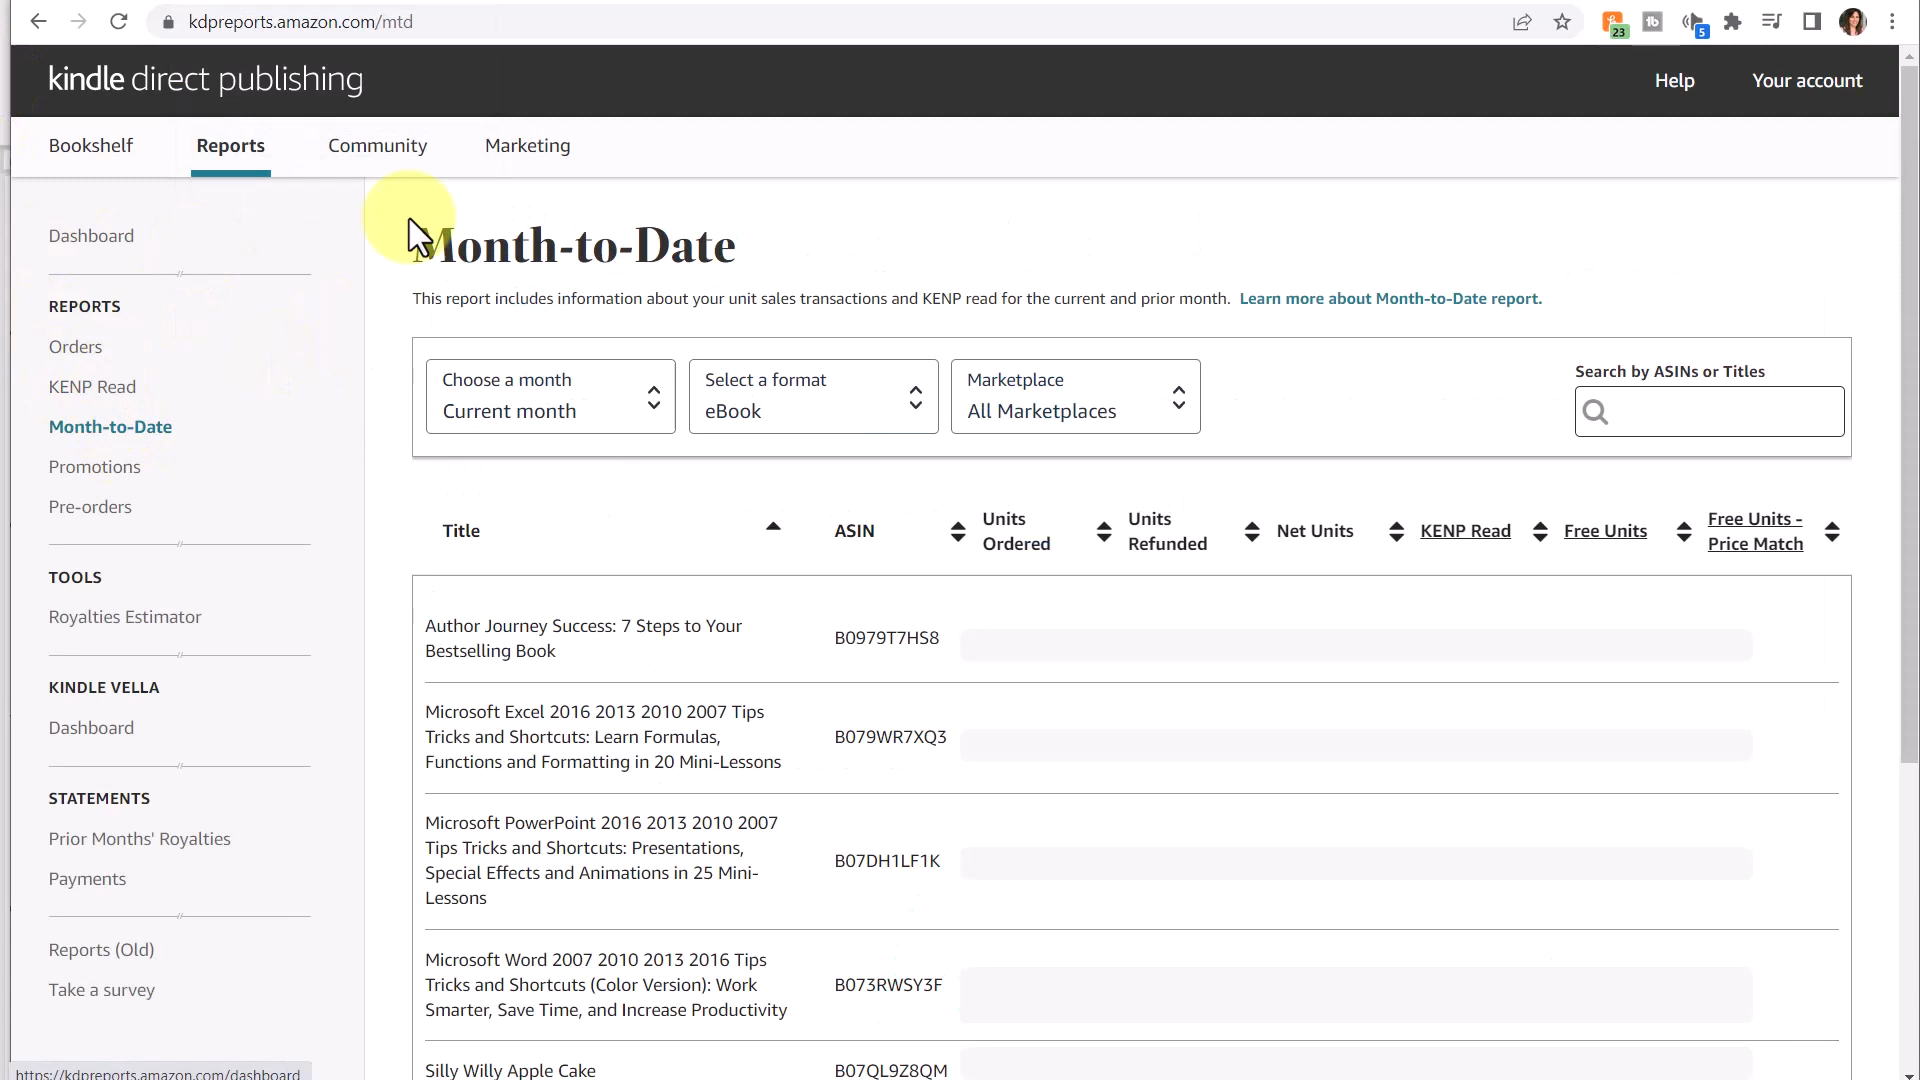 kdpreports.amazon.com/mtd
23
5
kindle direct publishing
Help
Your account
Bookshelf
Reports
Community
Marketing
Dashboard
REPORTS
Orders
KENP Read
Month-to-Date
Promotions
Pre-orders
TOOLS
Royalties Estimator
KINDLE VELLA
Dashboard
STATEMENTS
Prior Months' Royalties
Payments
Reports (Old)
Take a survey
https://kdpreports.amazon.com/dashboard
Month-to-Date
This report includes information about your unit sales transactions and KENP read for the current and prior month. Learn more about Month-to-Date report.
Choose a month
Current month
Select a format
eBook
Marketplace
All Marketplaces
Search by ASINs or Titles
Title
ASIN
Units
Ordered
Units
Refunded
Net Units
KENP Read
Free Units
Free Units -
Price Match
Author Journey Success: 7 Steps to Your
Bestselling Book
B0979T7HS8
Microsoft Excel 2016 2013 2010 2007 Tips
Tricks and Shortcuts: Learn Formulas,
Functions and Formatting in 20 Mini-Lessons
B079WR7XQ3
Microsoft PowerPoint 2016 2013 2010 2007
Tips Tricks and Shortcuts: Presentations,
Special Effects and Animations in 25 Mini-
Lessons
B07DH1LF1K
Microsoft Word 2007 2010 2013 2016 Tips
Tricks and Shortcuts (Color Version): Work
Smarter, Save Time, and Increase Productivity
B073RWSY3F
Silly Willy Apple Cake
B07QL9Z8QM